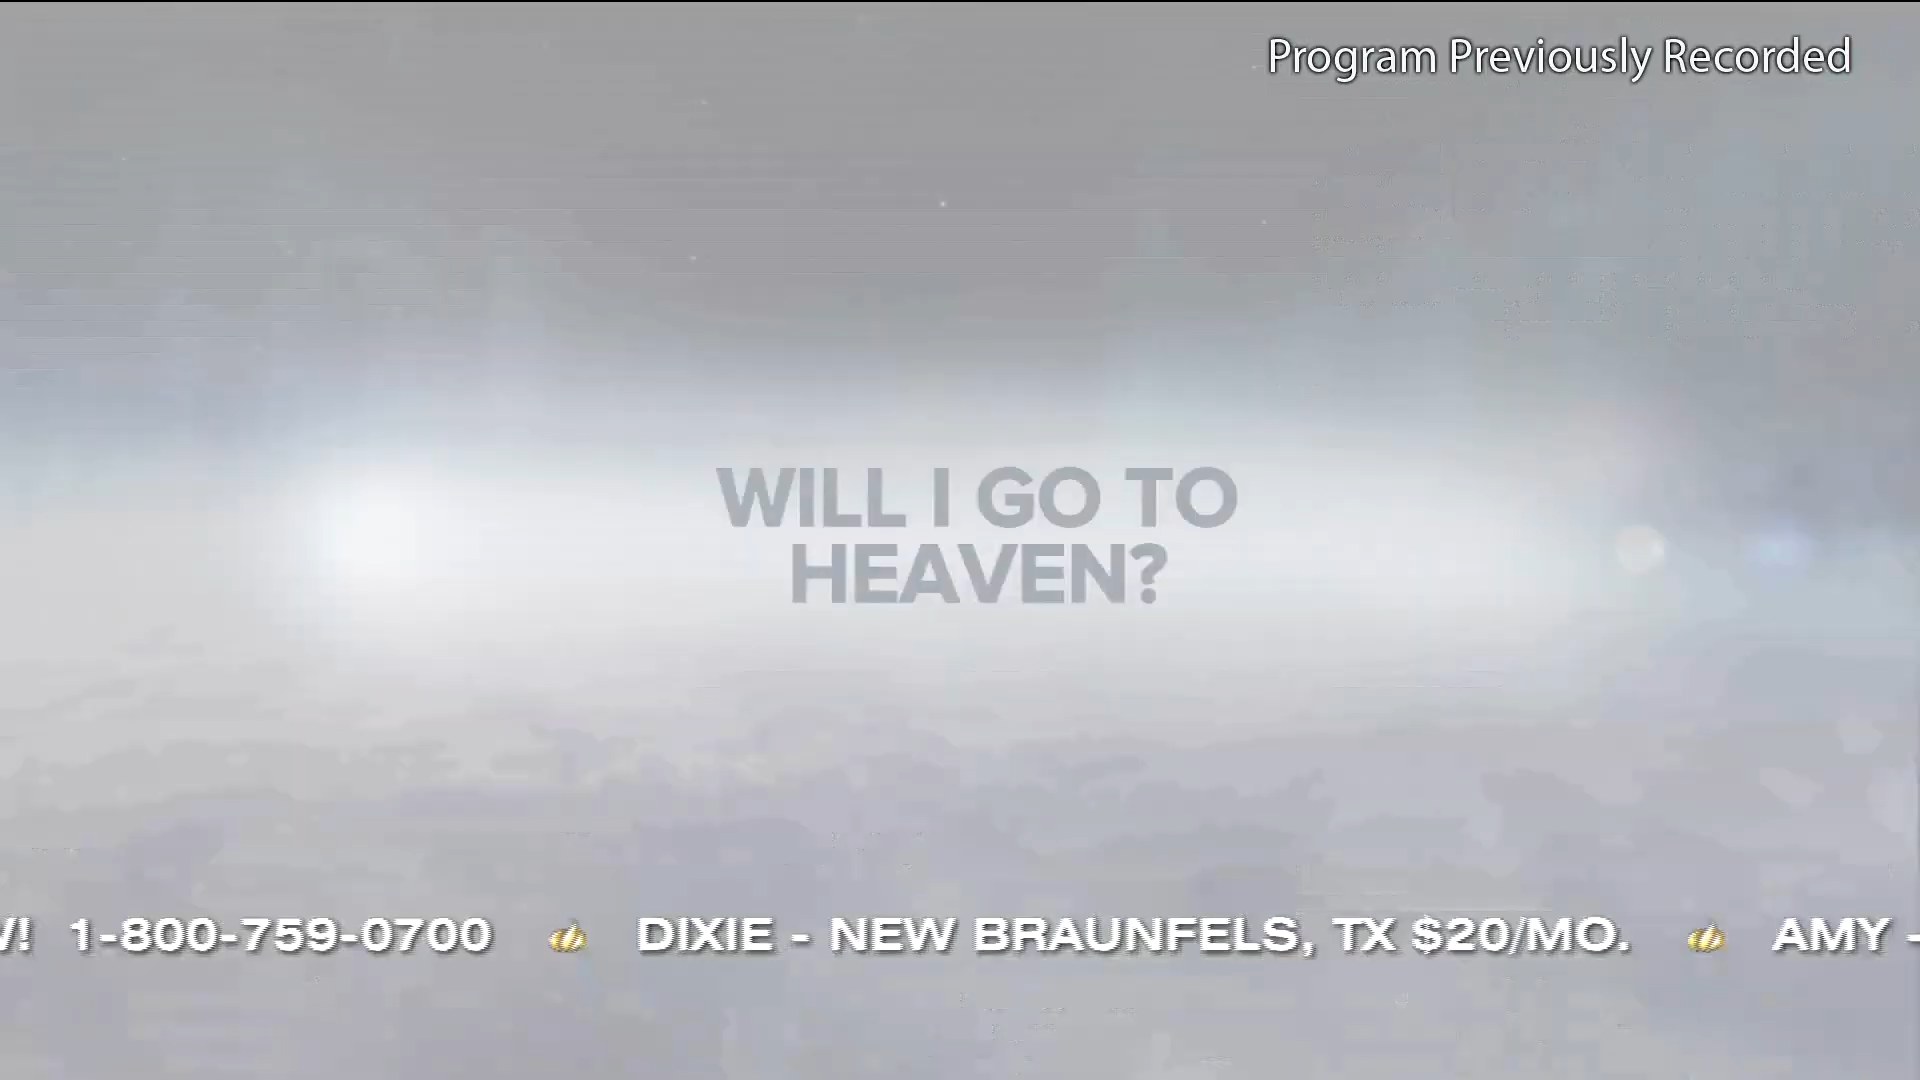 Program Previously Recorded
WILL I GO TO
HEAVEN?
! 1-800-759-0700 DIXIE - NEW BRAUNFELS, TX $20/MO. AMY -